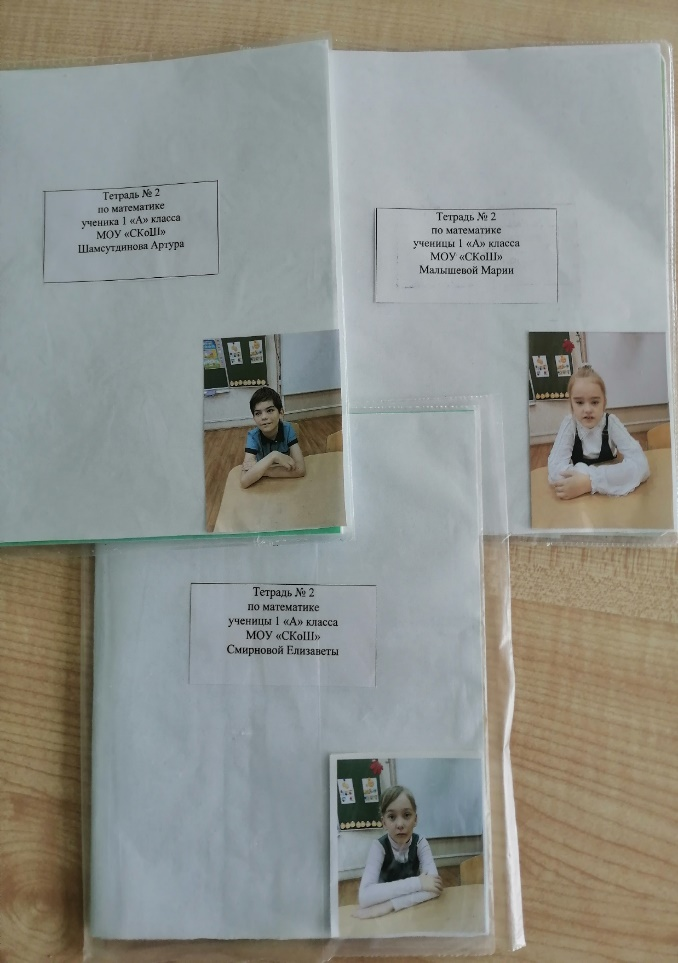 Тетрадь № 2
по математике
ученика 1 «А» класса
МОУ «СКоШ»
Шамсутдинова Артура
Тетрадь № 2
по математике
ученицы 1 «А» класса
МОУ «СКоШ»
Малышевой Марии
Тетрадь № 2
по математике
ученицы 1 «А» класса
МОУ «СКоШ»
Смирновой Елизаветы